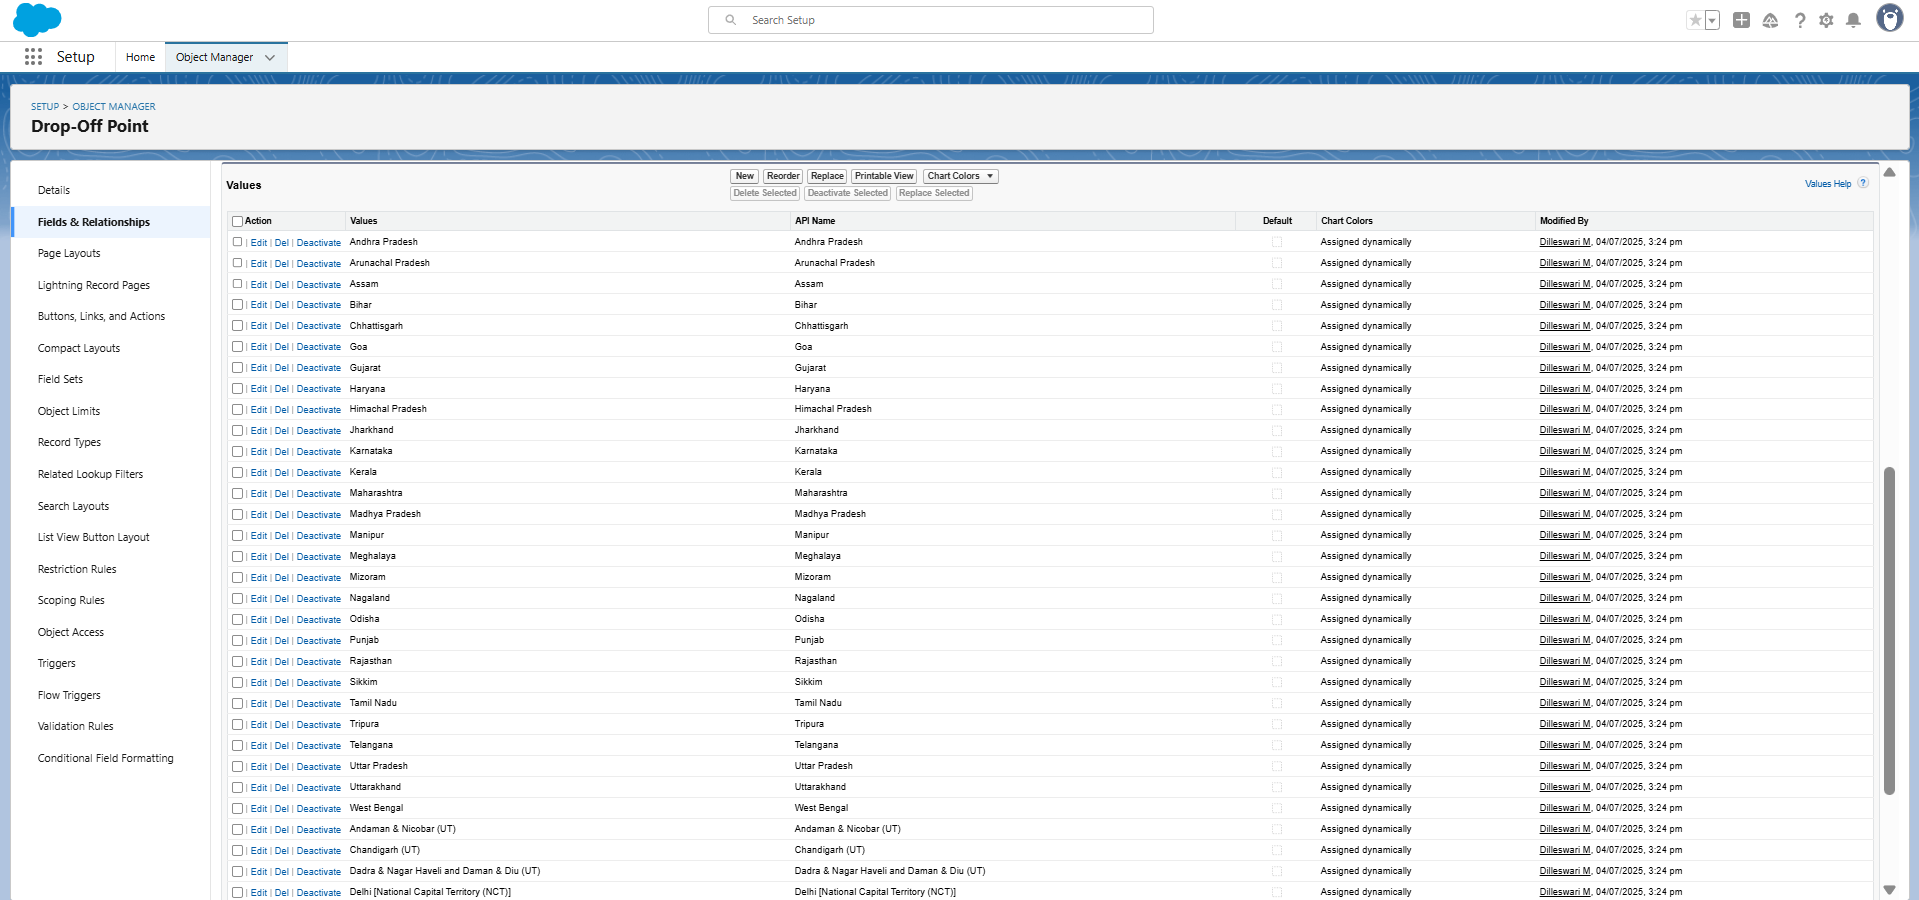 Search Setup
Setup Home Object Manager
SETUP > OBJECT MANAGER
Drop-Off Point
Details
Fields & Relationships
Page Layouts
Lightning Record Pages
Buttons, Links, and Actions
Compact Layouts
Field Sets
Object Limits
Record Types
Related Lookup Filters
Search Layouts
List View Button Layout
Restriction Rules
Scoping Rules
Object Access
Triggers
Flow Triggers
Validation Rules
Conditional Field Formatting
Values New Reorder Replace Printable View Chart Colors Values Help ?
Delete Selected Deactivate Selected Replace Selected
Action Values API Name Default Chart Colors Modified By
| Edit | Del | Deactivate Andhra Pradesh Andhra Pradesh Assigned dynamically Dilleswari M, 04/07/2025, 3:24 pm
| Edit | Del | Deactivate Arunachal Pradesh Arunachal Pradesh Assigned dynamically Dilleswari M, 04/07/2025, 3:24 pm
| Edit | Del | Deactivate Assam Assam Assigned dynamically Dilleswari M, 04/07/2025, 3:24 pm
| Edit | Del | Deactivate Bihar Bihar Assigned dynamically Dilleswari M, 04/07/2025, 3:24 pm
| Edit | Del | Deactivate Chhattisgarh Chhattisgarh Assigned dynamically Dilleswari M, 04/07/2025, 3:24 pm
| Edit | Del | Deactivate Goa Goa Assigned dynamically Dilleswari M, 04/07/2025, 3:24 pm
| Edit | Del | Deactivate Gujarat Gujarat Assigned dynamically Dilleswari M, 04/07/2025, 3:24 pm
| Edit | Del | Deactivate Haryana Haryana Assigned dynamically Dilleswari M, 04/07/2025, 3:24 pm
| Edit | Del | Deactivate Himachal Pradesh Himachal Pradesh Assigned dynamically Dilleswari M, 04/07/2025, 3:24 pm
| Edit | Del | Deactivate Jharkhand Jharkhand Assigned dynamically Dilleswari M, 04/07/2025, 3:24 pm
| Edit | Del | Deactivate Karnataka Karnataka Assigned dynamically Dilleswari M, 04/07/2025, 3:24 pm
| Edit | Del | Deactivate Kerala Kerala Assigned dynamically Dilleswari M, 04/07/2025, 3:24 pm
| Edit | Del | Deactivate Maharashtra Maharashtra Assigned dynamically Dilleswari M, 04/07/2025, 3:24 pm
| Edit | Del | Deactivate Madhya Pradesh Madhya Pradesh Assigned dynamically Dilleswari M, 04/07/2025, 3:24 pm
| Edit | Del | Deactivate Manipur Manipur Assigned dynamically Dilleswari M, 04/07/2025, 3:24 pm
| Edit | Del | Deactivate Meghalaya Meghalaya Assigned dynamically Dilleswari M, 04/07/2025, 3:24 pm
| Edit | Del | Deactivate Mizoram Mizoram Assigned dynamically Dilleswari M, 04/07/2025, 3:24 pm
| Edit | Del | Deactivate Nagaland Nagaland Assigned dynamically Dilleswari M, 04/07/2025, 3:24 pm
| Edit | Del | Deactivate Odisha Odisha Assigned dynamically Dilleswari M, 04/07/2025, 3:24 pm
| Edit | Del | Deactivate Punjab Punjab Assigned dynamically Dilleswari M, 04/07/2025, 3:24 pm
| Edit | Del | Deactivate Rajasthan Rajasthan Assigned dynamically Dilleswari M, 04/07/2025, 3:24 pm
| Edit | Del | Deactivate Sikkim Sikkim Assigned dynamically Dilleswari M, 04/07/2025, 3:24 pm
| Edit | Del | Deactivate Tamil Nadu Tamil Nadu Assigned dynamically Dilleswari M, 04/07/2025, 3:24 pm
| Edit | Del | Deactivate Tripura Tripura Assigned dynamically Dilleswari M, 04/07/2025, 3:24 pm
| Edit | Del | Deactivate Telangana Telangana Assigned dynamically Dilleswari M, 04/07/2025, 3:24 pm
| Edit | Del | Deactivate Uttar Pradesh Uttar Pradesh Assigned dynamically Dilleswari M, 04/07/2025, 3:24 pm
| Edit | Del | Deactivate Uttarakhand Uttarakhand Assigned dynamically Dilleswari M, 04/07/2025, 3:24 pm
| Edit | Del | Deactivate West Bengal West Bengal Assigned dynamically Dilleswari M, 04/07/2025, 3:24 pm
| Edit | Del | Deactivate Andaman & Nicobar (UT) Andaman & Nicobar (UT) Assigned dynamically Dilleswari M, 04/07/2025, 3:24 pm
| Edit | Del | Deactivate Chandigarh (UT) Chandigarh (UT) Assigned dynamically Dilleswari M, 04/07/2025, 3:24 pm
| Edit | Del | Deactivate Dadra & Nagar Haveli and Daman & Diu (UT) Dadra & Nagar Haveli and Daman & Diu (UT) Assigned dynamically Dilleswari M, 04/07/2025, 3:24 pm
| Edit | Del | Deactivate Delhi [National Capital Territory (NCT)] Delhi [National Capital Territory (NCT)] Assigned dynamically Dilleswari M, 04/07/2025, 3:24 pm